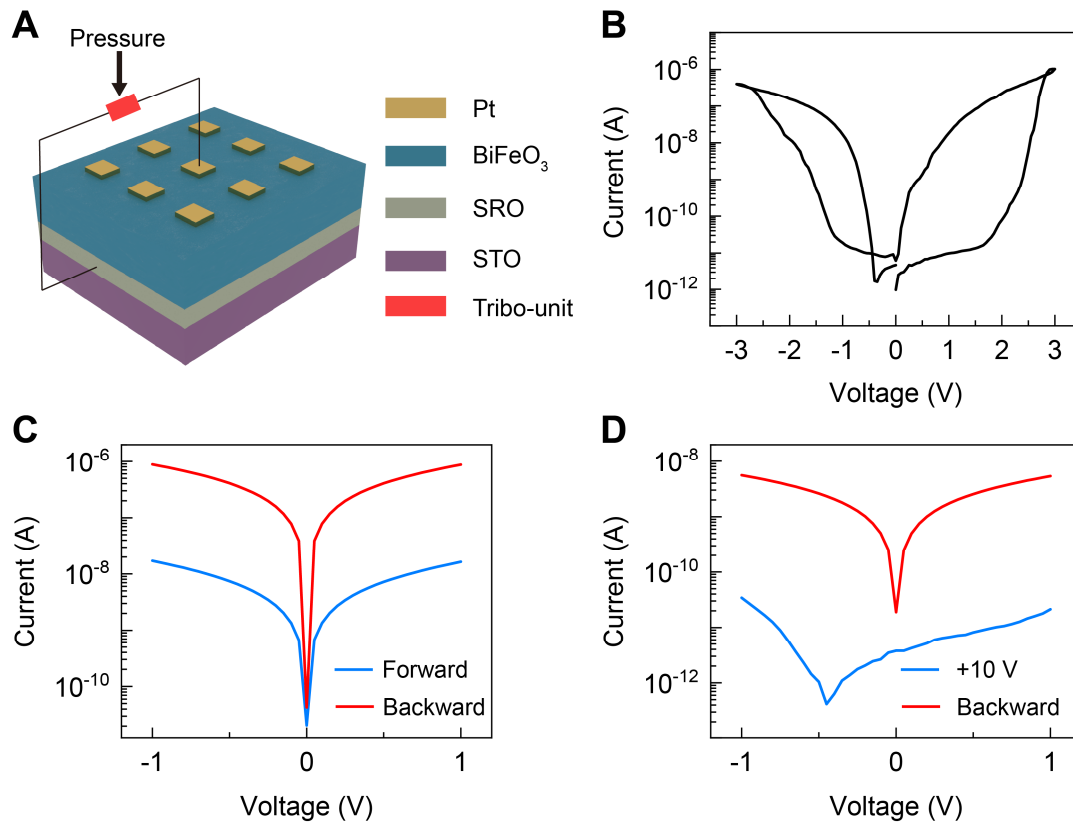 A
Pressure
Pt
BiFeO₃
SRO
STO
Tribo-unit
B
Current (A)
10⁻⁶
10⁻⁸
10⁻¹⁰
10⁻¹²
-3 -2 -1 0 1 2 3
Voltage (V)
C
Current (A)
10⁻⁶
10⁻⁸
10⁻¹⁰
Forward
Backward
-1 0 1
Voltage (V)
D
Current (A)
10⁻⁸
10⁻¹⁰
10⁻¹²
+10 V
Backward
-1 0 1
Voltage (V)